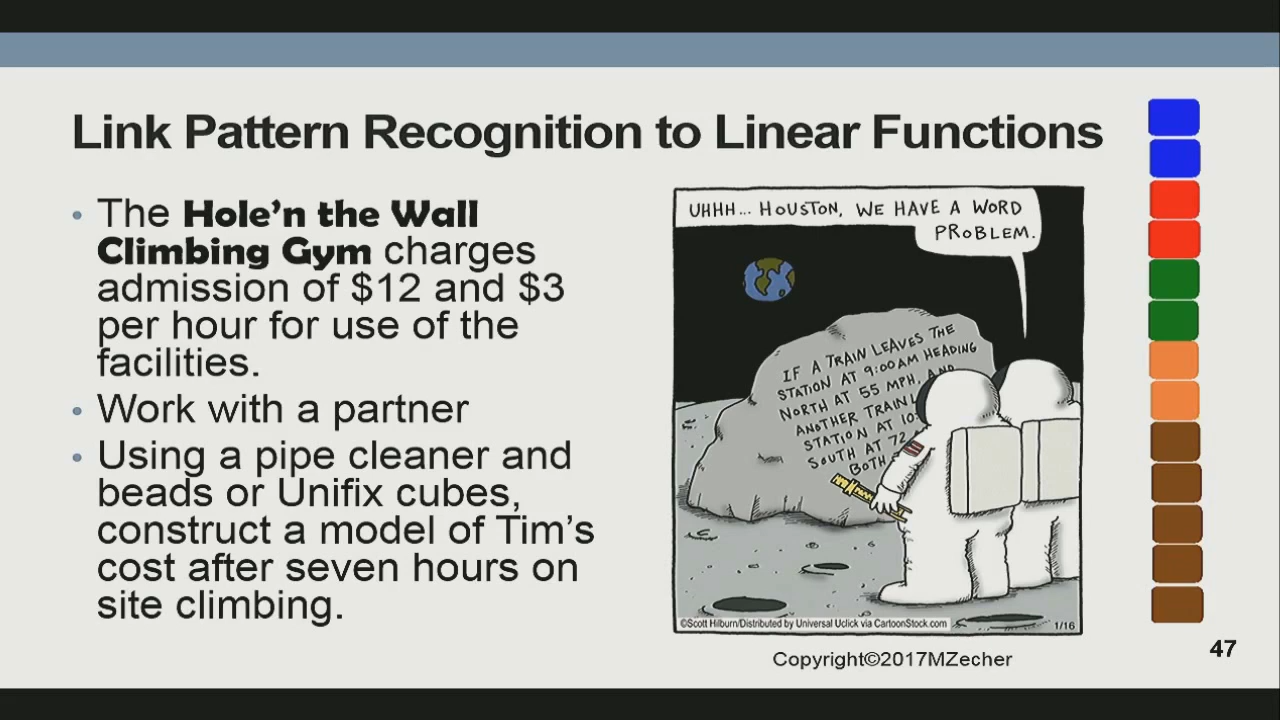 Link Pattern Recognition to Linear Functions
• The Hole'n the Wall
Climbing Gym charges
admission of $12 and $3
per hour for use of the
facilities.
• Work with a partner
• Using a pipe cleaner and
beads or Unifix cubes,
construct a model of Tim's
cost after seven hours on
site climbing.
UHHH... HOUSTON, WE HAVE A WORD
PROBLEM.
IF A TRAIN LEAVES THE
STATION AT 9:00AM HEADING
NORTH AT 55 MPH, AND
ANOTHER TRAIN
STATION AT 10
SOUTH AT 72
BOTH
©Scott Hilburn/Distributed by Universal Uclick via CartoonStock.com
1/16
Copyright©2017MZecher
47